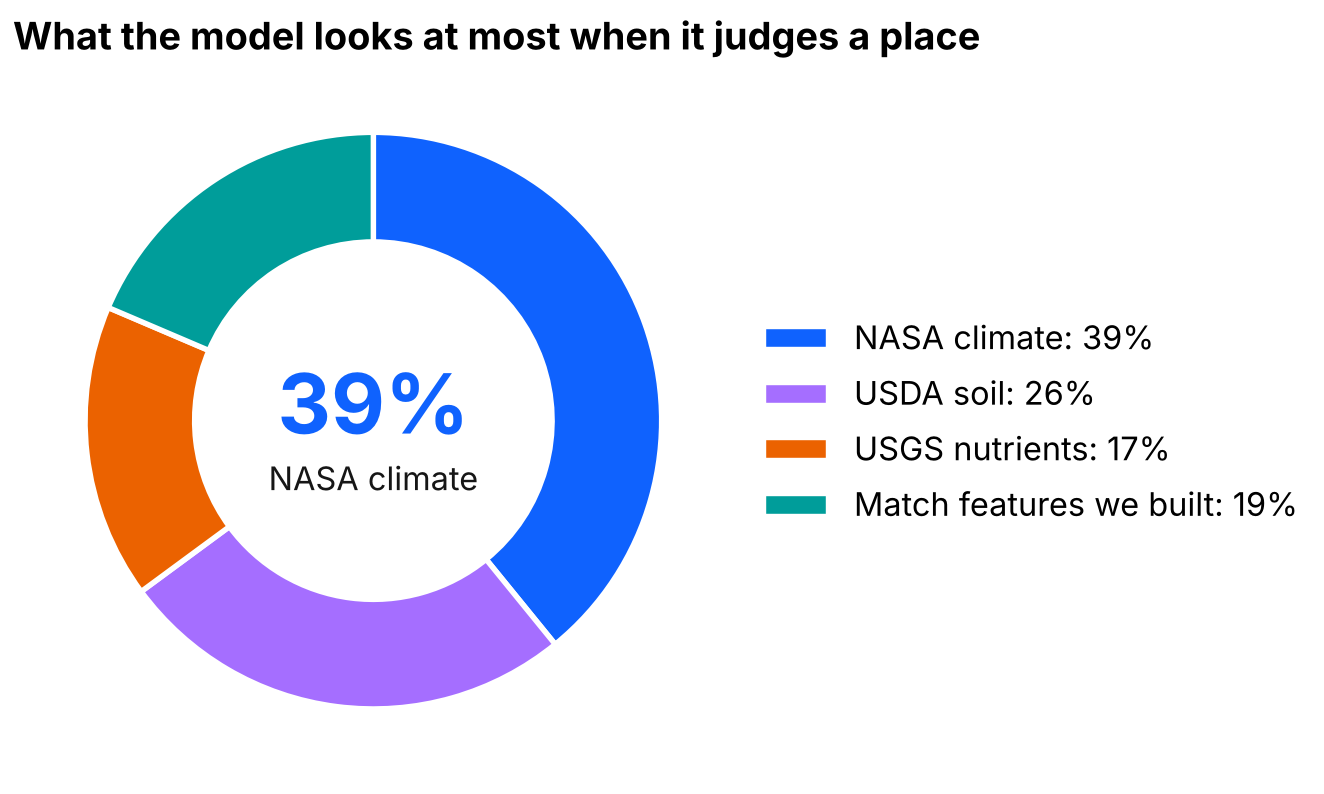 What the model looks at most when it judges a place
39%
NASA climate
NASA climate: 39%
USDA soil: 26%
USGS nutrients: 17%
Match features we built: 19%